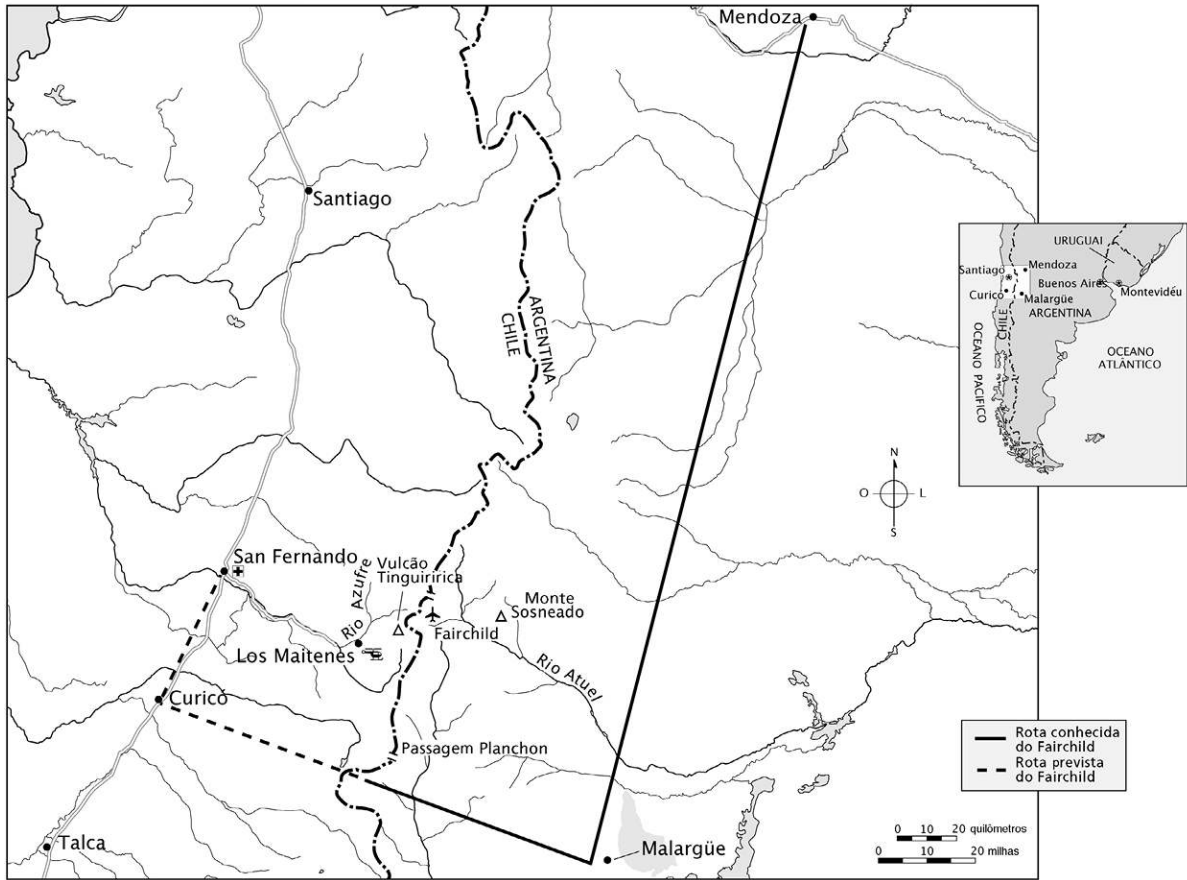 Mendoza
Santiago
ARGENTINA
CHILE
N
O
L
S
San Fernando
Rio Azufre
Vulcão
Tinguiririca
Monte
Sosneado
Fairchild
Los Maitenes
Rio Atuel
Curicó
Passagem Planchon
Talca
Malargüe
0 10 20 quilômetros
0 10 20 milhas
URUGUAI
Santiago
Mendoza
Buenos Aires
Montevidéu
Curicó
Malargüe
ARGENTINA
CHILE
OCEANO PACIFICO
OCEANO
ATLÂNTICO
Rota conhecida
do Fairchild
Rota prevista
do Fairchild